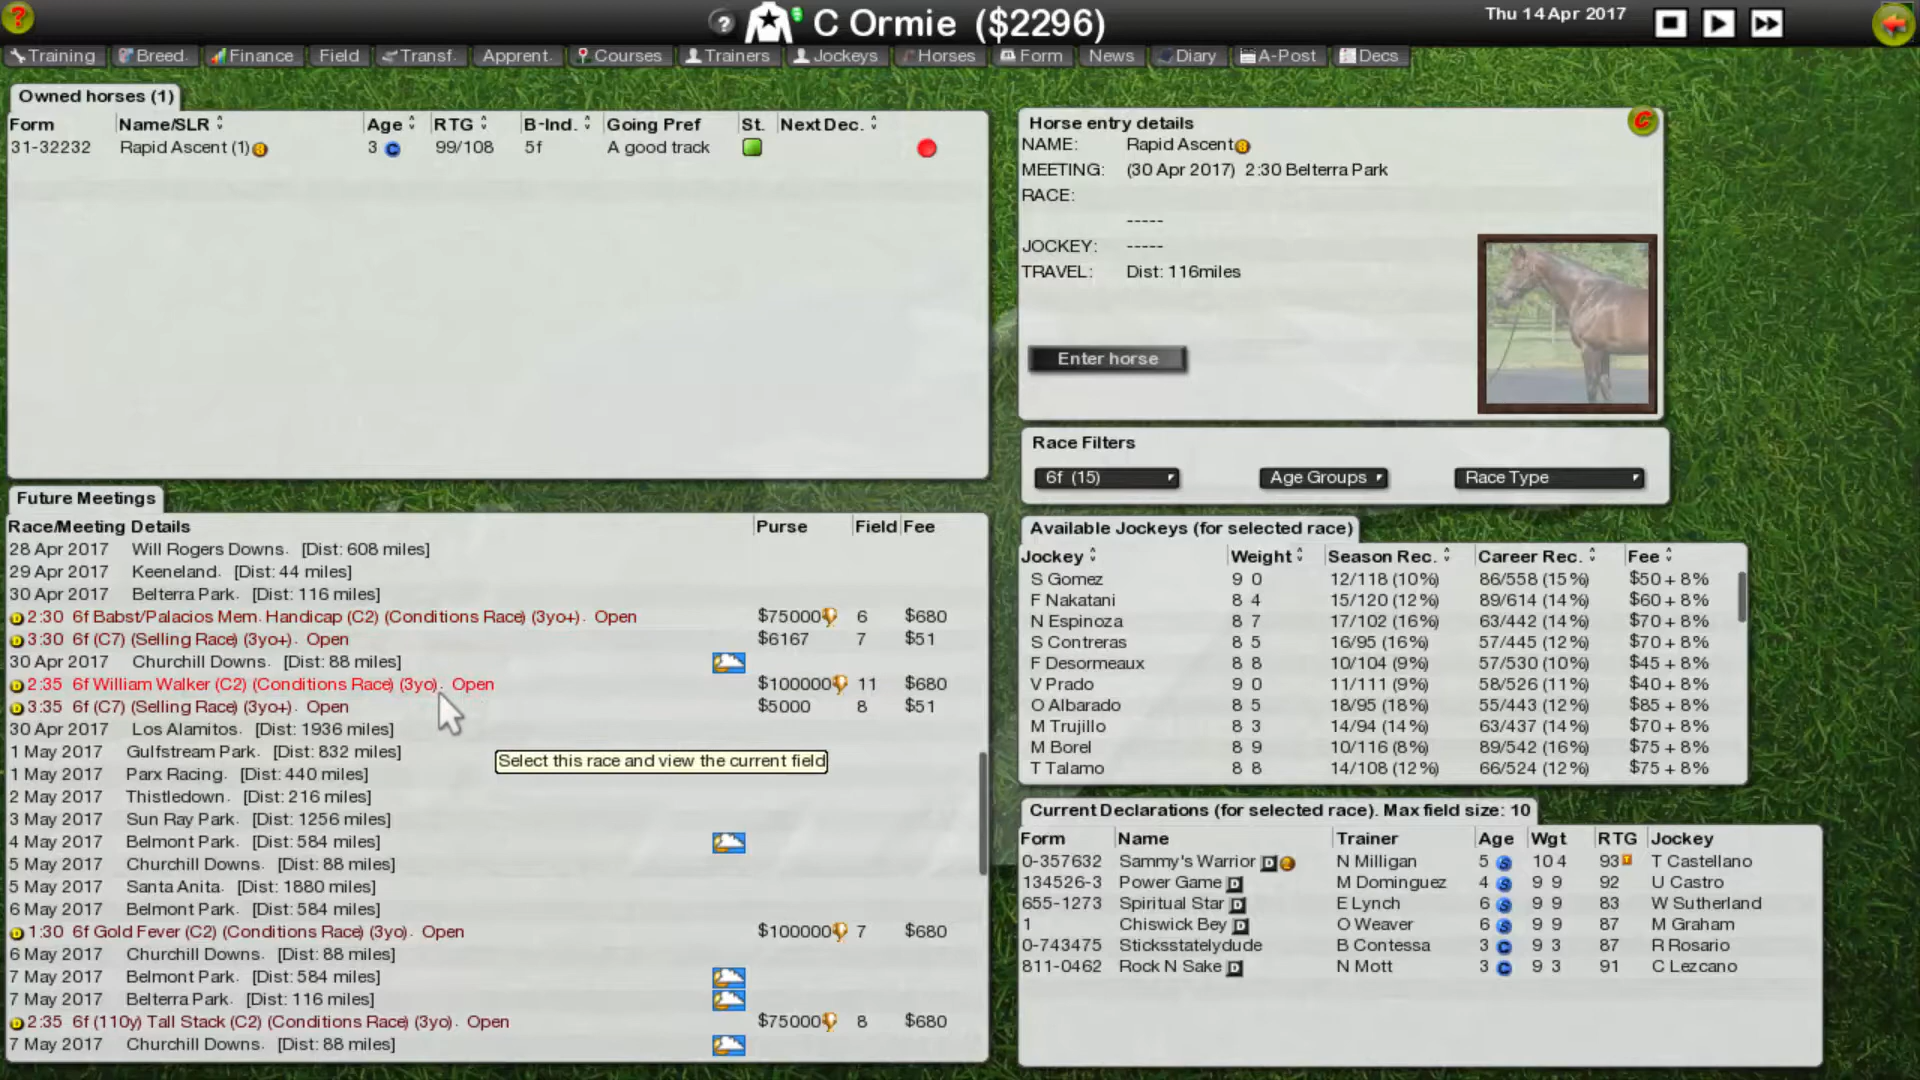 ? ? C Ormie ($2296) Thu 14 Apr 2017
Training Breed. Finance Field Transf. Apprent. Courses Trainers Jockeys Horses Form News Diary A-Post Decs
Owned horses (1)
Form Name/SLR Age RTG B-Ind. Going Pref St. Next Dec.
31-32232 Rapid Ascent (1) 3 C 99/108 5f A good track
Horse entry details
NAME: Rapid Ascent
MEETING: (30 Apr 2017) 2:30 Belterra Park
RACE:
-----
JOCKEY: -----
TRAVEL: Dist: 116miles
Enter horse
Race Filters
6f (15) Age Groups Race Type
Future Meetings
Race/Meeting Details Purse Field Fee
28 Apr 2017 Will Rogers Downs. [Dist: 608 miles]
29 Apr 2017 Keeneland. [Dist: 44 miles]
30 Apr 2017 Belterra Park. [Dist: 116 miles]
D 2:30 6f Babst/Palacios Mem. Handicap (C2) (Conditions Race) (3yo+). Open $75000 6 $680
D 3:30 6f (C7) (Selling Race) (3yo+). Open $6167 7 $51
30 Apr 2017 Churchill Downs. [Dist: 88 miles]
D 2:35 6f William Walker (C2) (Conditions Race) (3yo). Open $100000 11 $680
D 3:35 6f (C7) (Selling Race) (3yo+). Open $5000 8 $51
30 Apr 2017 Los Alamitos. [Dist: 1936 miles]
1 May 2017 Gulfstream Park. [Dist: 832 miles]
Select this race and view the current field
1 May 2017 Parx Racing. [Dist: 440 miles]
2 May 2017 Thistledown. [Dist: 216 miles]
3 May 2017 Sun Ray Park. [Dist: 1256 miles]
4 May 2017 Belmont Park. [Dist: 584 miles]
5 May 2017 Churchill Downs. [Dist: 88 miles]
5 May 2017 Santa Anita. [Dist: 1880 miles]
6 May 2017 Belmont Park. [Dist: 584 miles]
D 1:30 6f Gold Fever (C2) (Conditions Race) (3yo). Open $100000 7 $680
6 May 2017 Churchill Downs. [Dist: 88 miles]
7 May 2017 Belmont Park. [Dist: 584 miles]
7 May 2017 Belterra Park. [Dist: 116 miles]
D 2:35 6f (110y) Tall Stack (C2) (Conditions Race) (3yo). Open $75000 8 $680
7 May 2017 Churchill Downs. [Dist: 88 miles]
Available Jockeys (for selected race)
Jockey Weight Season Rec. Career Rec. Fee
S Gomez 9 0 12/118 (10%) 86/558 (15%) $50 + 8%
F Nakatani 8 4 15/120 (12%) 89/614 (14%) $60 + 8%
N Espinoza 8 7 17/102 (16%) 63/442 (14%) $70 + 8%
S Contreras 8 5 16/95 (16%) 57/445 (12%) $70 + 8%
F Desormeaux 8 8 10/104 (9%) 57/530 (10%) $45 + 8%
V Prado 9 0 11/111 (9%) 58/526 (11%) $40 + 8%
O Albarado 8 5 18/95 (18%) 55/443 (12%) $85 + 8%
M Trujillo 8 3 14/94 (14%) 63/437 (14%) $70 + 8%
M Borel 8 9 10/116 (8%) 89/542 (16%) $75 + 8%
T Talamo 8 8 14/108 (12%) 66/524 (12%) $75 + 8%
Current Declarations (for selected race). Max field size: 10
Form Name Trainer Age Wgt RTG Jockey
0-357632 Sammy's Warrior D N Milligan 5 S 10 4 93 T Castellano
134526-3 Power Game D M Dominguez 4 S 9 9 92 U Castro
655-1273 Spiritual Star D E Lynch 6 S 9 9 83 W Sutherland
1 Chiswick Bey D O Weaver 6 S 9 9 87 M Graham
0-743475 Sticksstatelydude B Contessa 3 C 9 3 87 R Rosario
811-0462 Rock N Sake D N Mott 3 C 9 3 91 C Lezcano